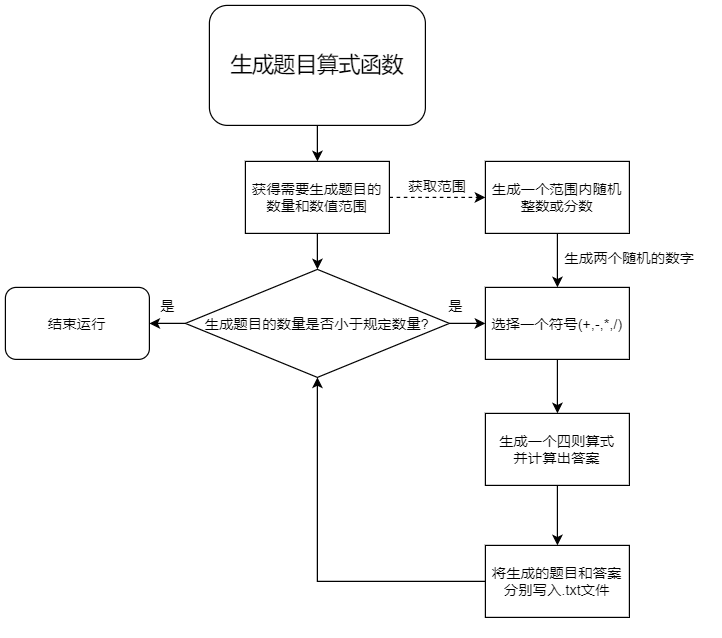 生成题目算式函数
获得需要生成题目的
数量和数值范围
获取范围
生成一个范围内随机
整数或分数
生成两个随机的数字
是
结束运行
生成题目的数量是否小于规定数量?
是
选择一个符号(+,-,*,/)
生成一个四则算式
并计算出答案
将生成的题目和答案
分别写入.txt文件